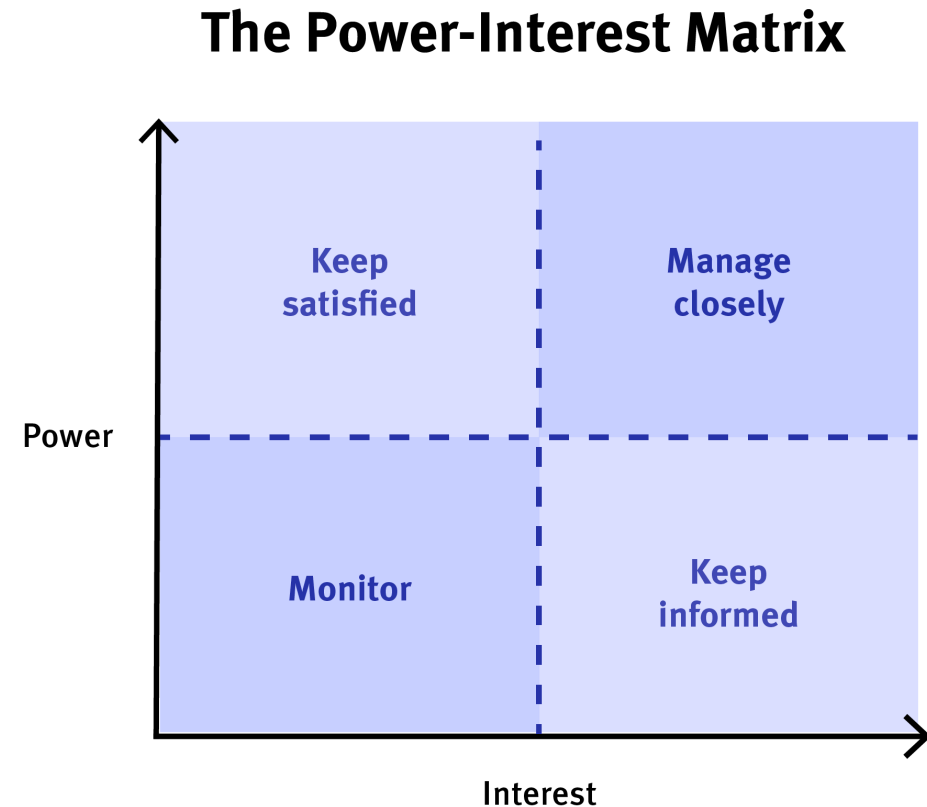 The Power-Interest Matrix
Keep
satisfied
Manage
closely
Power
Monitor
Keep
informed
Interest